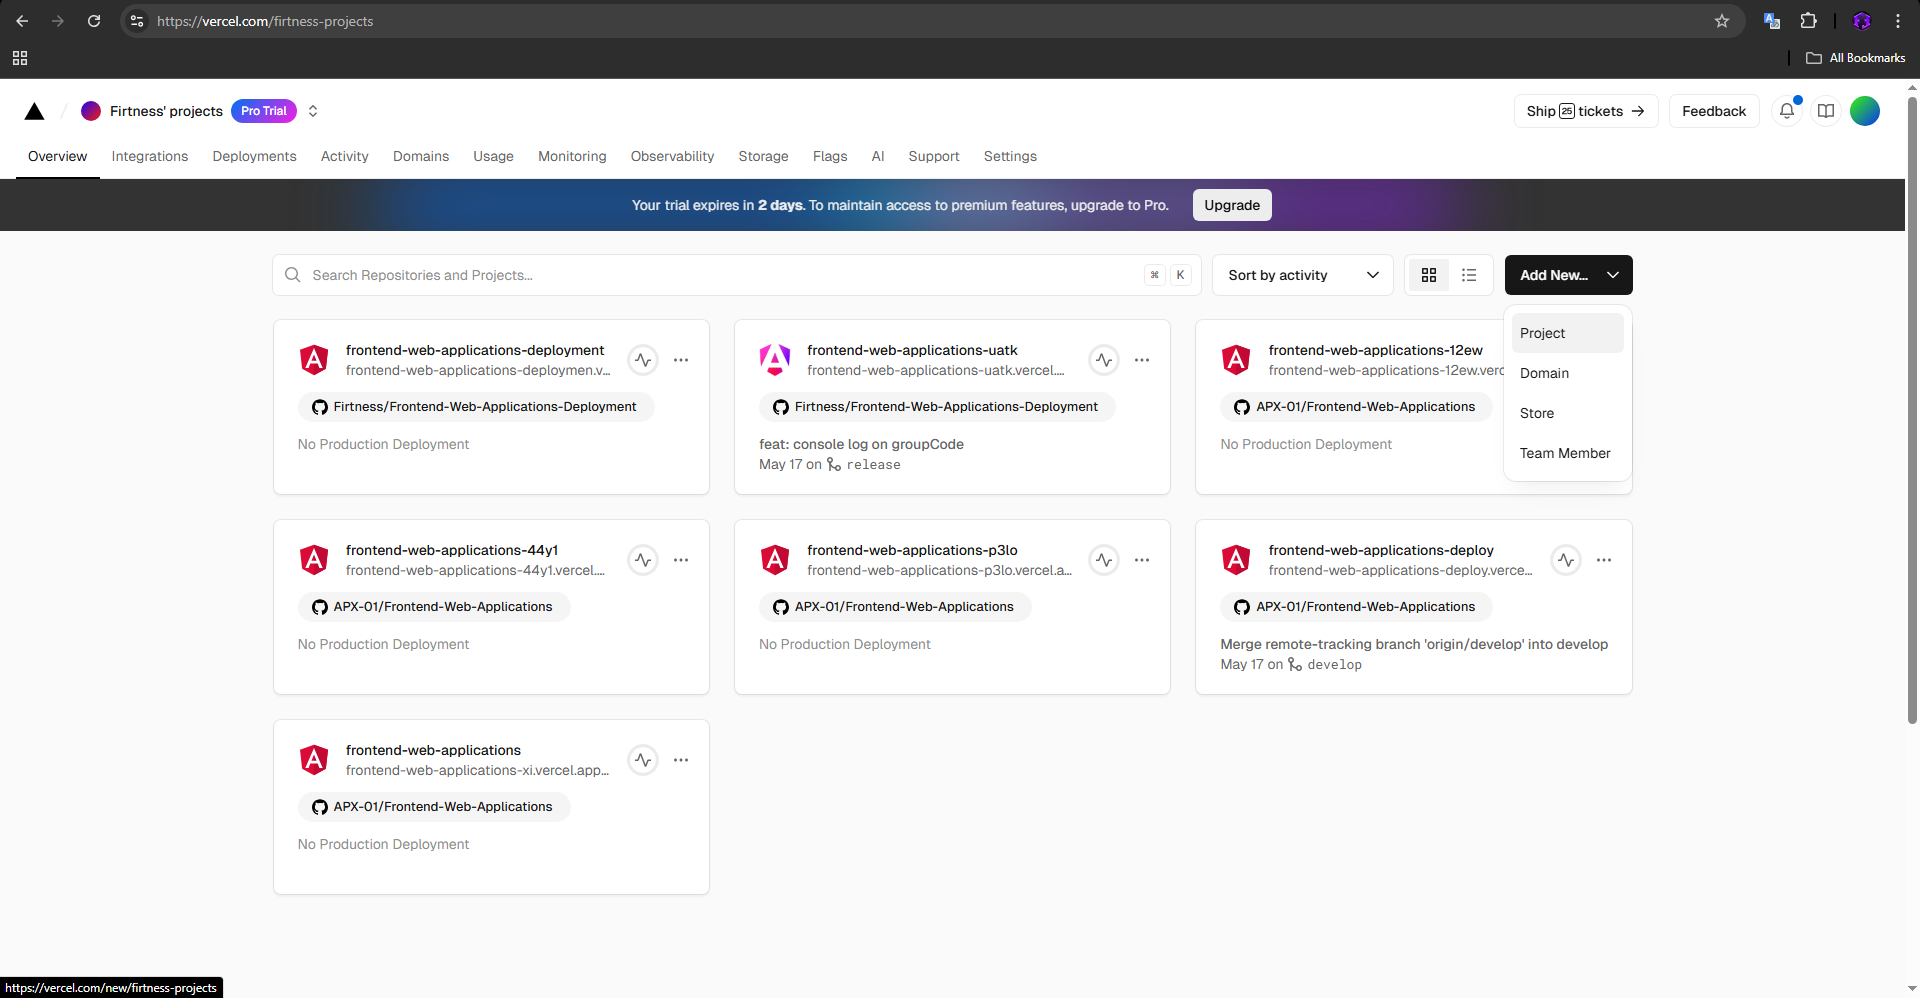 https://vercel.com/firtness-projects
All Bookmarks
Firtness' projects Pro Trial
Ship 25 tickets → Feedback
Overview Integrations Deployments Activity Domains Usage Monitoring Observability Storage Flags AI Support Settings
Your trial expires in 2 days. To maintain access to premium features, upgrade to Pro. Upgrade
Search Repositories and Projects... ⌘ K Sort by activity Add New...
Project
Domain
Store
Team Member
frontend-web-applications-deployment
frontend-web-applications-deploymen.v...
Firtness/Frontend-Web-Applications-Deployment
No Production Deployment
frontend-web-applications-uatk
frontend-web-applications-uatk.vercel....
Firtness/Frontend-Web-Applications-Deployment
feat: console log on groupCode
May 17 on release
frontend-web-applications-12ew
frontend-web-applications-12ew.verc
APX-01/Frontend-Web-Applications
No Production Deployment
frontend-web-applications-44y1
frontend-web-applications-44y1.vercel....
APX-01/Frontend-Web-Applications
No Production Deployment
frontend-web-applications-p3lo
frontend-web-applications-p3lo.vercel.a...
APX-01/Frontend-Web-Applications
No Production Deployment
frontend-web-applications-deploy
frontend-web-applications-deploy.verce...
APX-01/Frontend-Web-Applications
Merge remote-tracking branch 'origin/develop' into develop
May 17 on develop
frontend-web-applications
frontend-web-applications-xi.vercel.app...
APX-01/Frontend-Web-Applications
No Production Deployment
https://vercel.com/new/firtness-projects